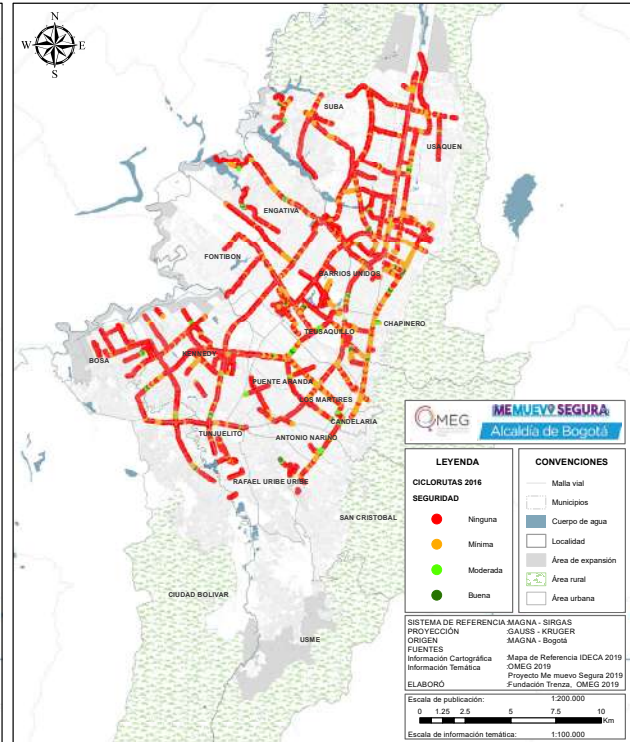 N
W E
S
SUBA
USAQUEN
ENGATIVA
FONTIBON
BARRIOS UNIDOS
TEUSAQUILLO
CHAPINERO
BOSA
KENNEDY
PUENTE ARANDA
LOS MARTIRES
CANDELARIA
TUNJUELITO
ANTONIO NARIÑO
RAFAEL URIBE URIBE
SAN CRISTOBAL
CIUDAD BOLIVAR
USME
OMEG
MEMUEVO SEGURA
Alcaldía de Bogotá
LEYENDA
CICLORUTAS 2016
SEGURIDAD
Ninguna
Mínima
Moderada
Buena
CONVENCIONES
Malla vial
Municipios
Cuerpo de agua
Localidad
Área de expansión
Área rural
Área urbana
SISTEMA DE REFERENCIA:MAGNA - SIRGAS
PROYECCIÓN :GAUSS - KRUGER
ORIGEN :MAGNA - Bogotá
FUENTES
Información Cartográfica :Mapa de Referencia IDECA 2019
Información Temática :OMEG 2019
Proyecto Me muevo Segura 2019
ELABORÓ :Fundación Trenza, OMEG 2019
Escala de publicación: 1:200.000
0 1.25 2.5 5 7.5 10
Km
Escala de información temática: 1:100.000